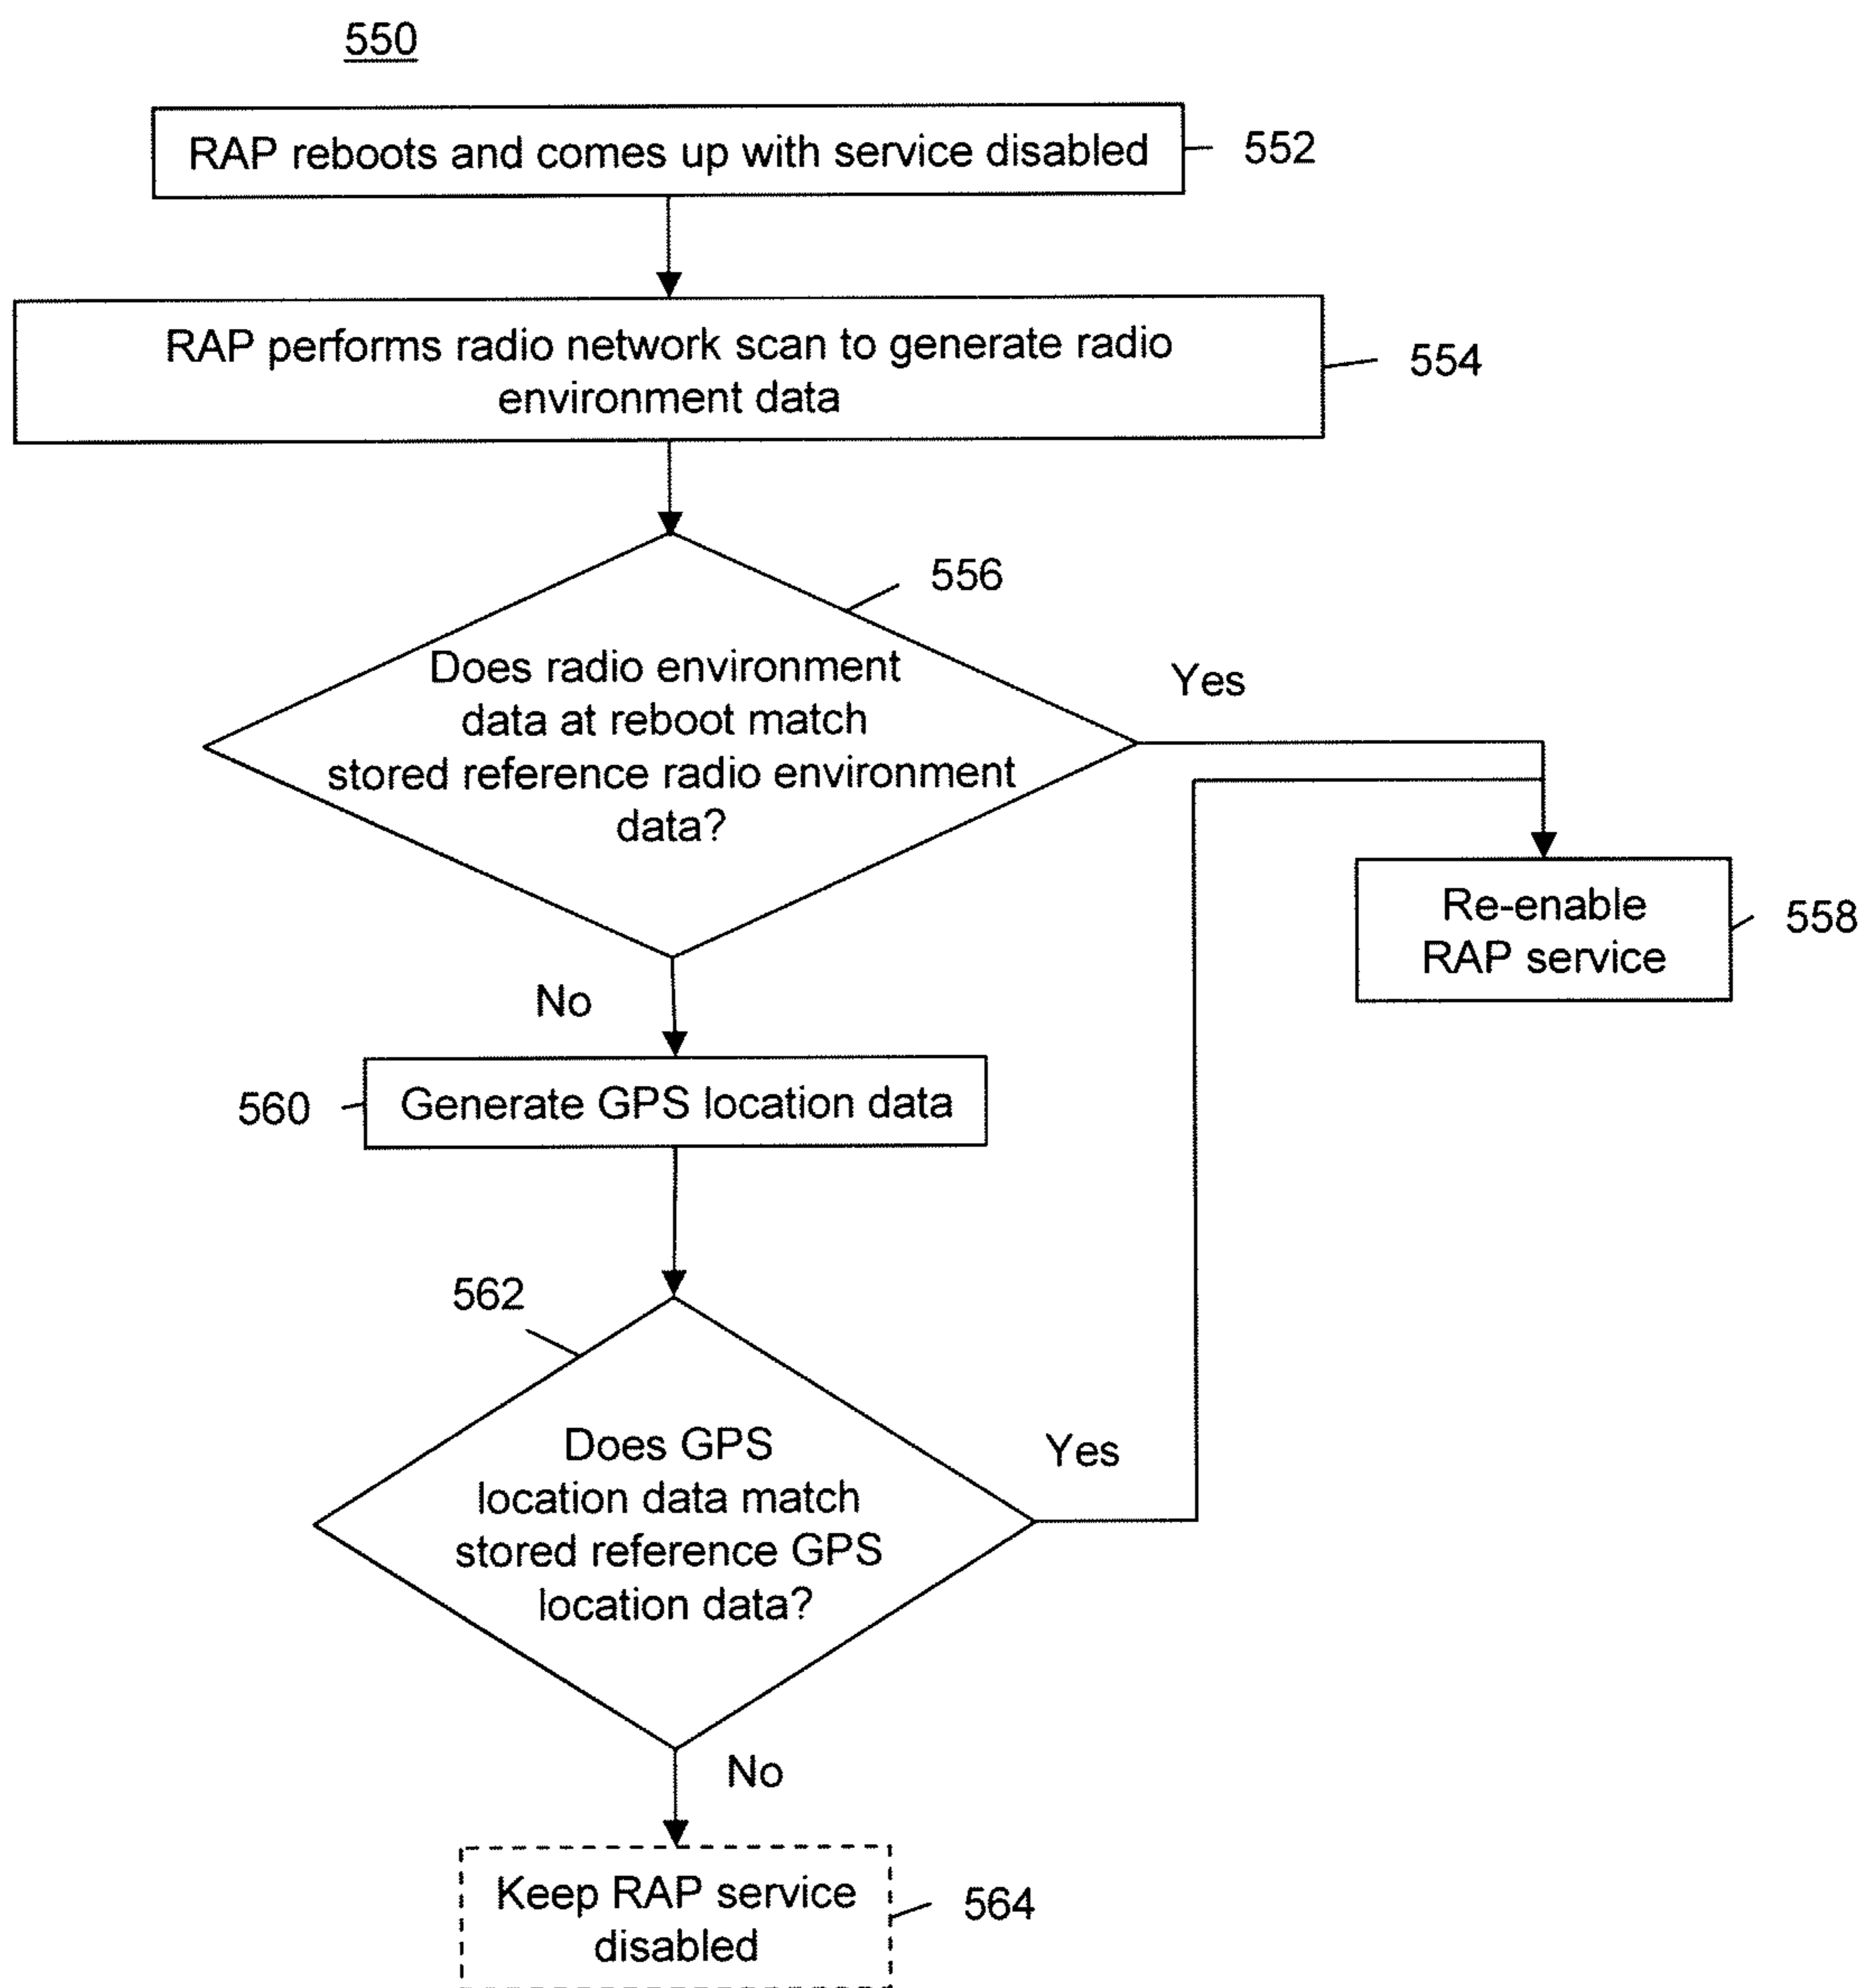 550
RAP reboots and comes up with service disabled
552
RAP performs radio network scan to generate radio
environment data
554
556
Does radio environment
data at reboot match
stored reference radio environment
data?
Yes
Re-enable
RAP service
558
No
560
Generate GPS location data
562
Does GPS
location data match
stored reference GPS
location data?
Yes
No
Keep RAP service
disabled
564